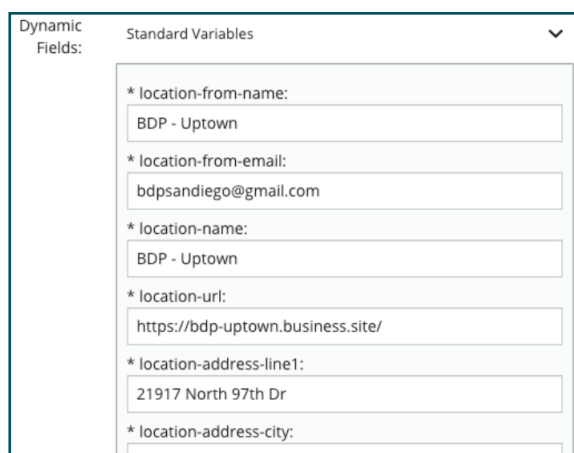 Dynamic
Fields:
Standard Variables
* location-from-name:
BDP - Uptown
* location-from-email:
bdpsandiego@gmail.com
* location-name:
BDP - Uptown
* location-url:
https://bdp-uptown.business.site/
* location-address-line1:
21917 North 97th Dr
* location-address-city: